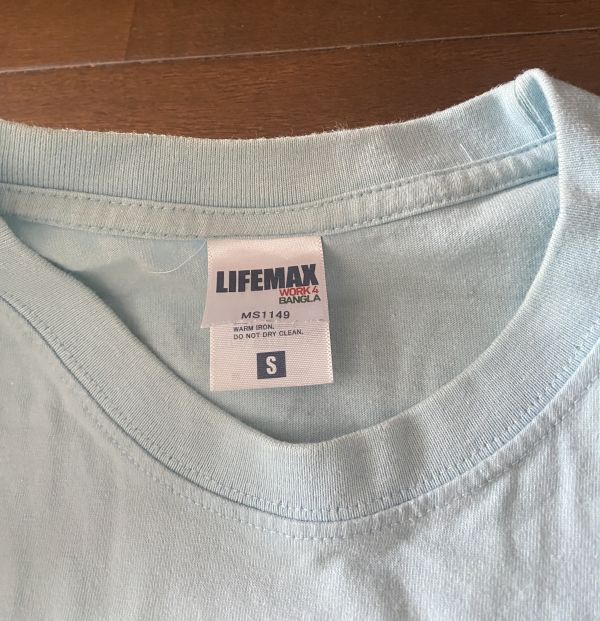 LIFEMAX
WORK 4
BANGLA
MS1149
WARM IRON.
DO NOT DRY CLEAN.
S